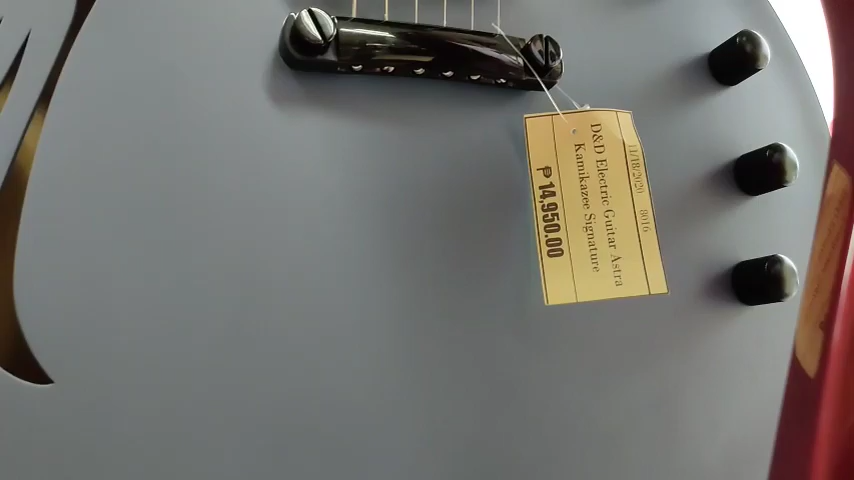 11/18/2020 8016
D&D Electric Guitar Astra
Kamikazee Signature
₱14,950.00